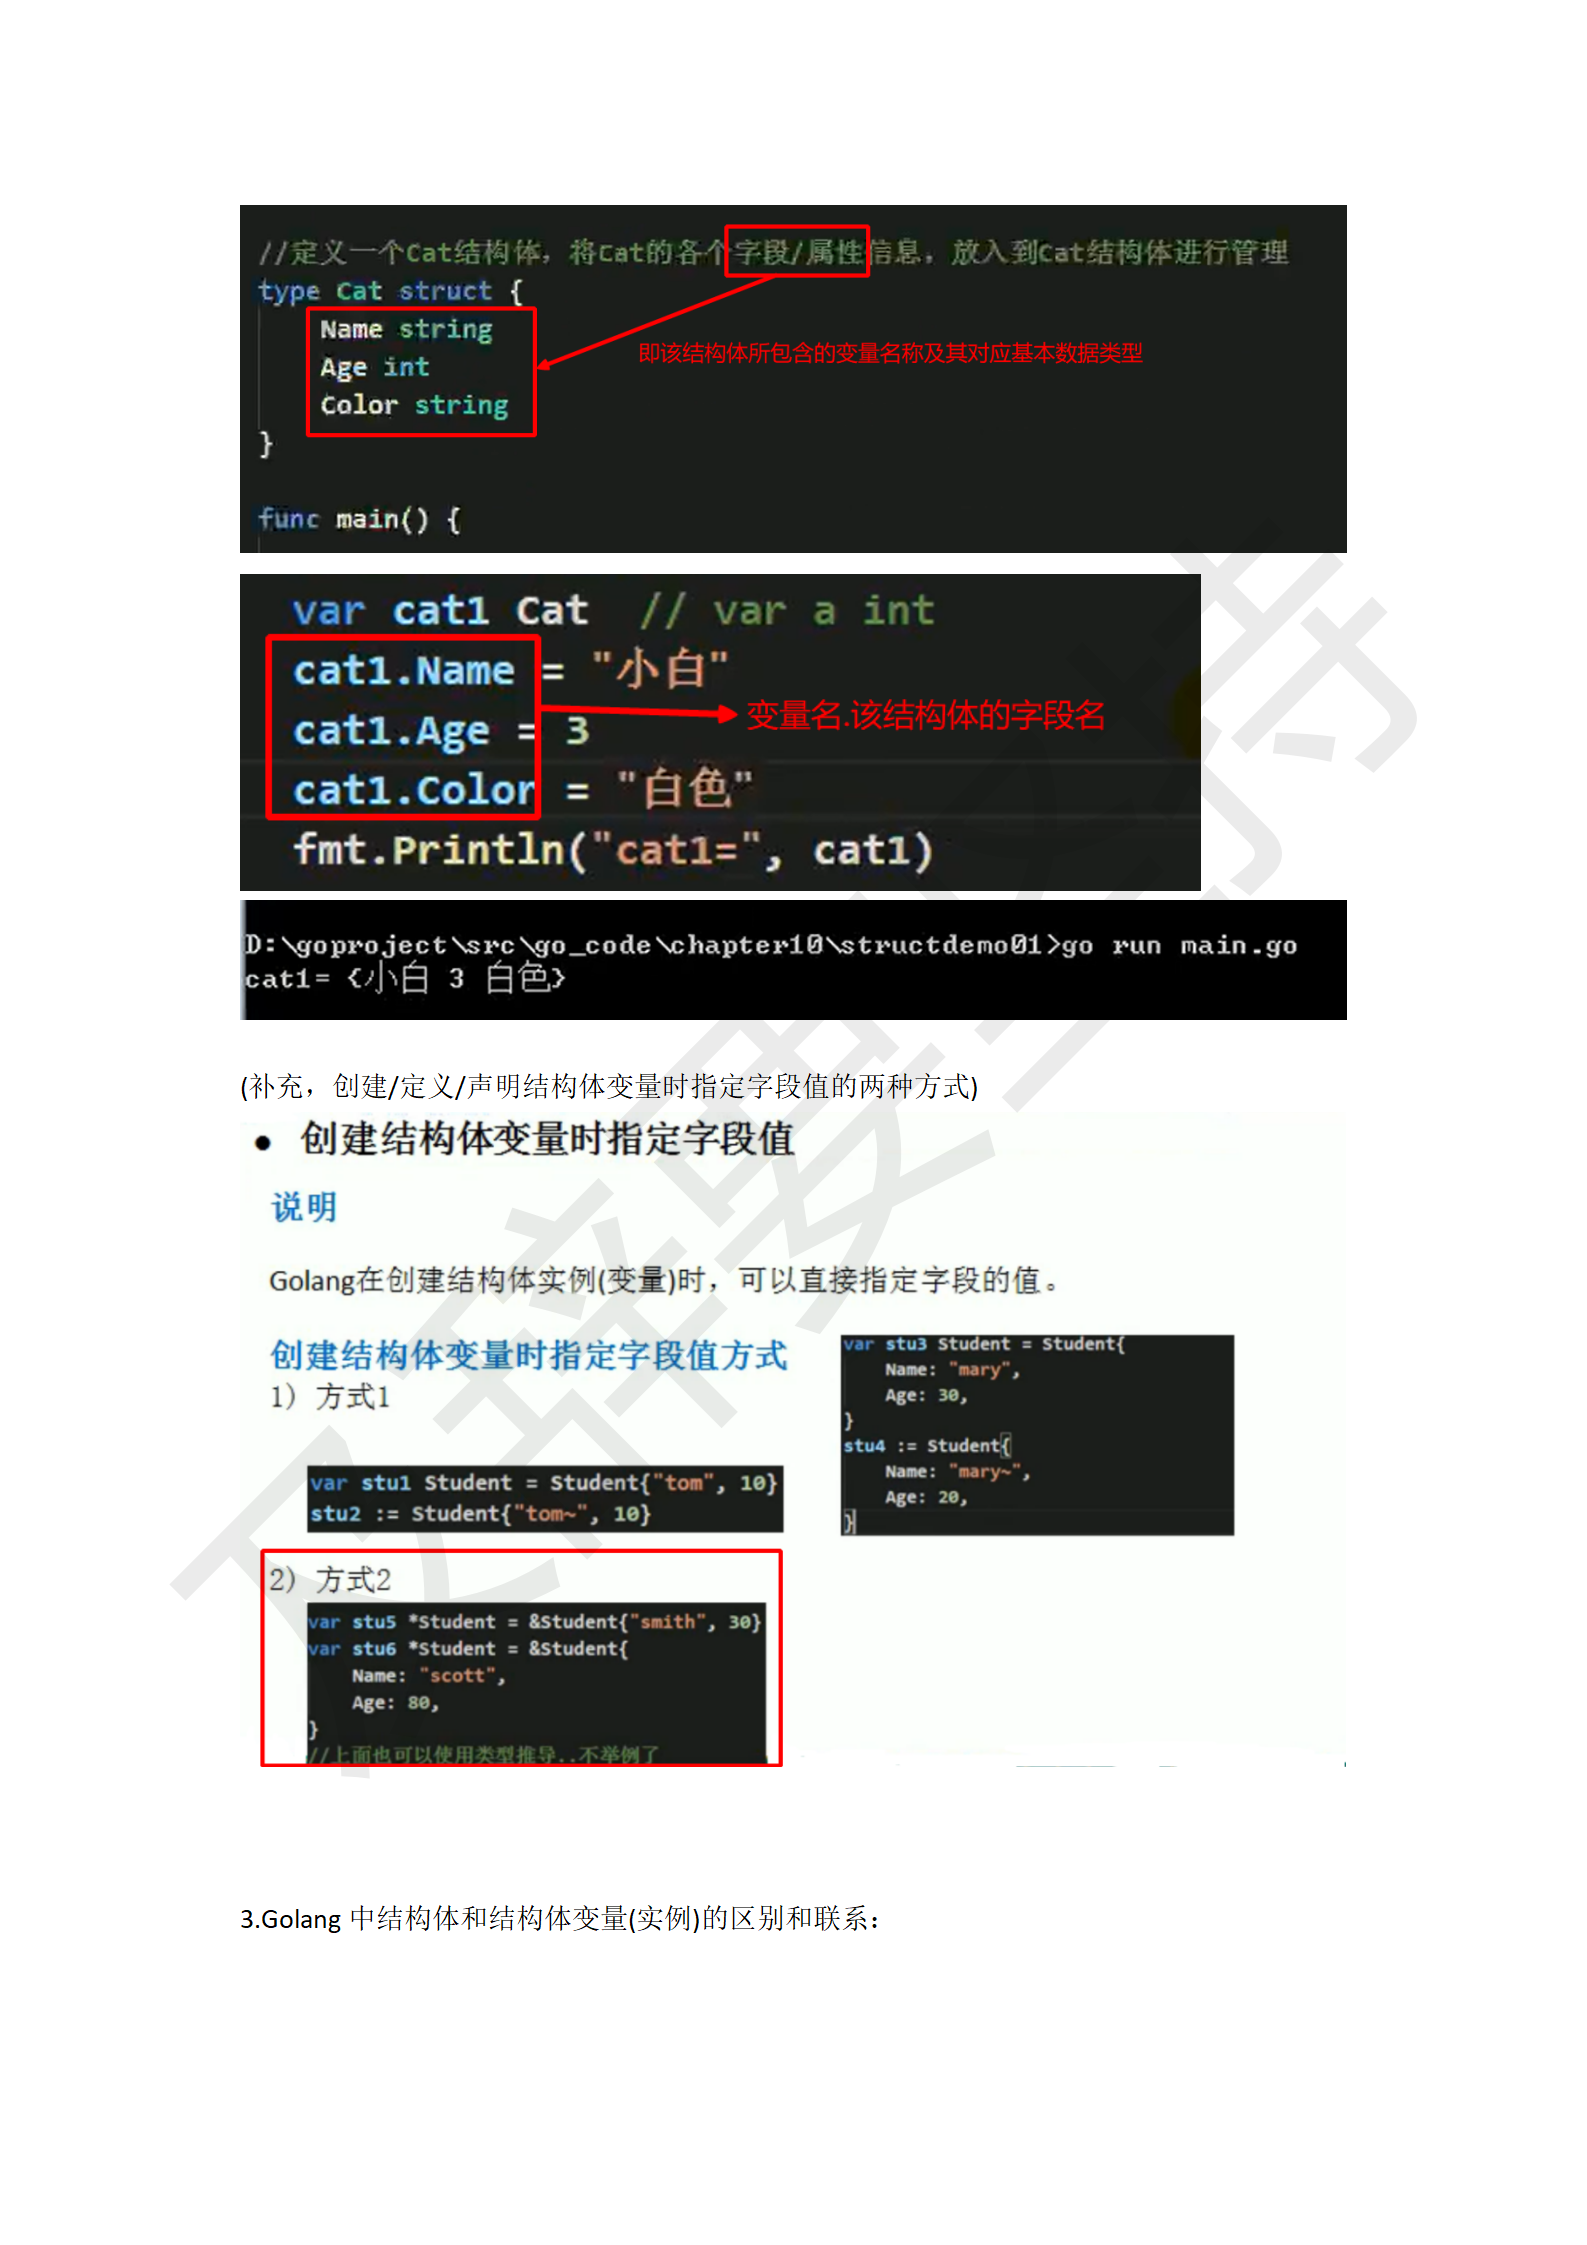 //定义一个Cat结构体，将Cat的各个字段/属性信息，放入到Cat结构体进行管理
type Cat struct {
Name string
Age int
Color string
}
即该结构体所包含的变量名称及其对应基本数据类型
func main() {
var cat1 Cat // var a int
cat1.Name = "小白"
cat1.Age = 3
cat1.Color = "白色"
fmt.Println("cat1=", cat1)
变量名.该结构体的字段名
D:\goproject\src\go_code\chapter10\structdemo01>go run main.go
cat1= {小白 3 白色}
(补充，创建/定义/声明结构体变量时指定字段值的两种方式)
● 创建结构体变量时指定字段值
说明
Golang在创建结构体实例(变量)时，可以直接指定字段的值。
创建结构体变量时指定字段值方式
1) 方式1
var stu1 Student = Student{"tom", 10}
stu2 := Student{"tom~", 10}
var stu3 Student = Student{
Name: "mary",
Age: 30,
}
stu4 := Student{
Name: "mary~",
Age: 20,
}
2) 方式2
var stu5 *Student = &Student{"smith", 30}
var stu6 *Student = &Student{
Name: "scott",
Age: 80,
}
//上面也可以使用类型推导..不举例了
3.Golang 中结构体和结构体变量(实例)的区别和联系：